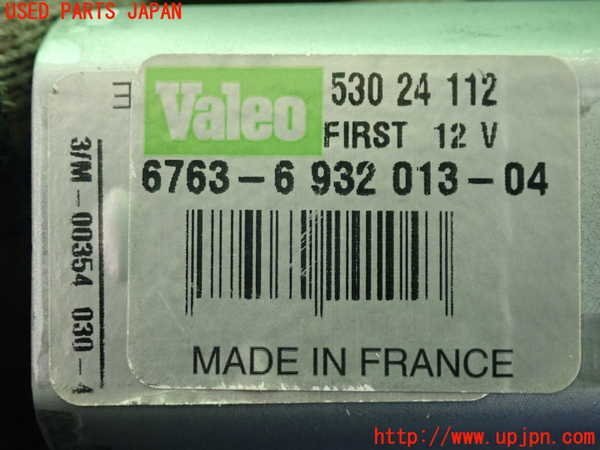 USED PARTS JAPAN
Valeo
530 24 112
FIRST 12 V
6763-6 932 013-04
MADE IN FRANCE
E
3/M-00354 030-4
http://www.upjpn.com